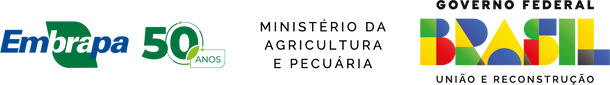 Embrapa
50
ANOS
MINISTÉRIO DA
AGRICULTURA
E PECUÁRIA
GOVERNO FEDERAL
BRASIL
UNIÃO E RECONSTRUÇÃO